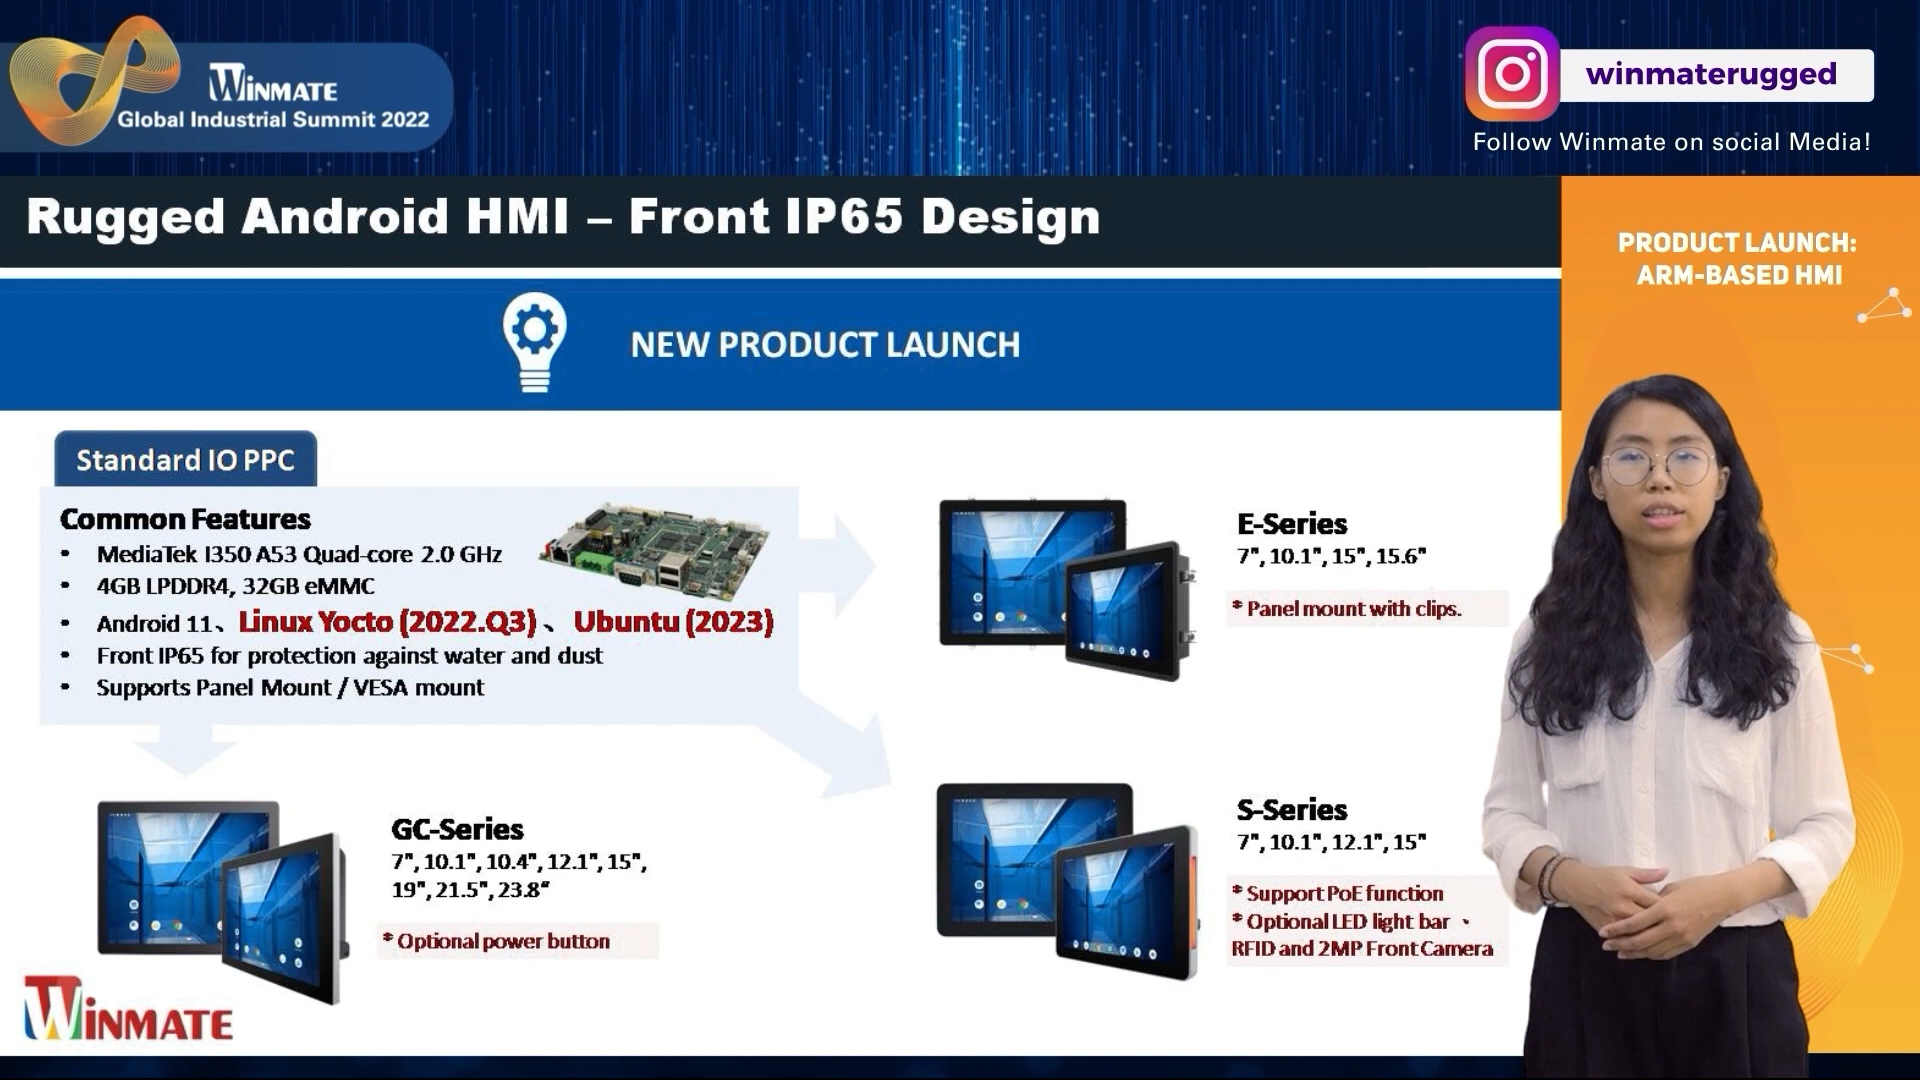 WINMATE
Global Industrial Summit 2022
winmaterugged
Follow Winmate on social Media!
Rugged Android HMI – Front IP65 Design
PRODUCT LAUNCH:
ARM-BASED HMI
NEW PRODUCT LAUNCH
Standard IO PPC
Common Features
• MediaTek I350 A53 Quad-core 2.0 GHz
• 4GB LPDDR4, 32GB eMMC
• Android 11、Linux Yocto (2022.Q3)、Ubuntu (2023)
• Front IP65 for protection against water and dust
• Supports Panel Mount / VESA mount
E-Series
7", 10.1", 15", 15.6"
* Panel mount with clips.
GC-Series
7", 10.1", 10.4", 12.1", 15",
19", 21.5", 23.8"
* Optional power button
S-Series
7", 10.1", 12.1", 15"
* Support PoE function
* Optional LED light bar 、
RFID and 2MP Front Camera
WINMATE